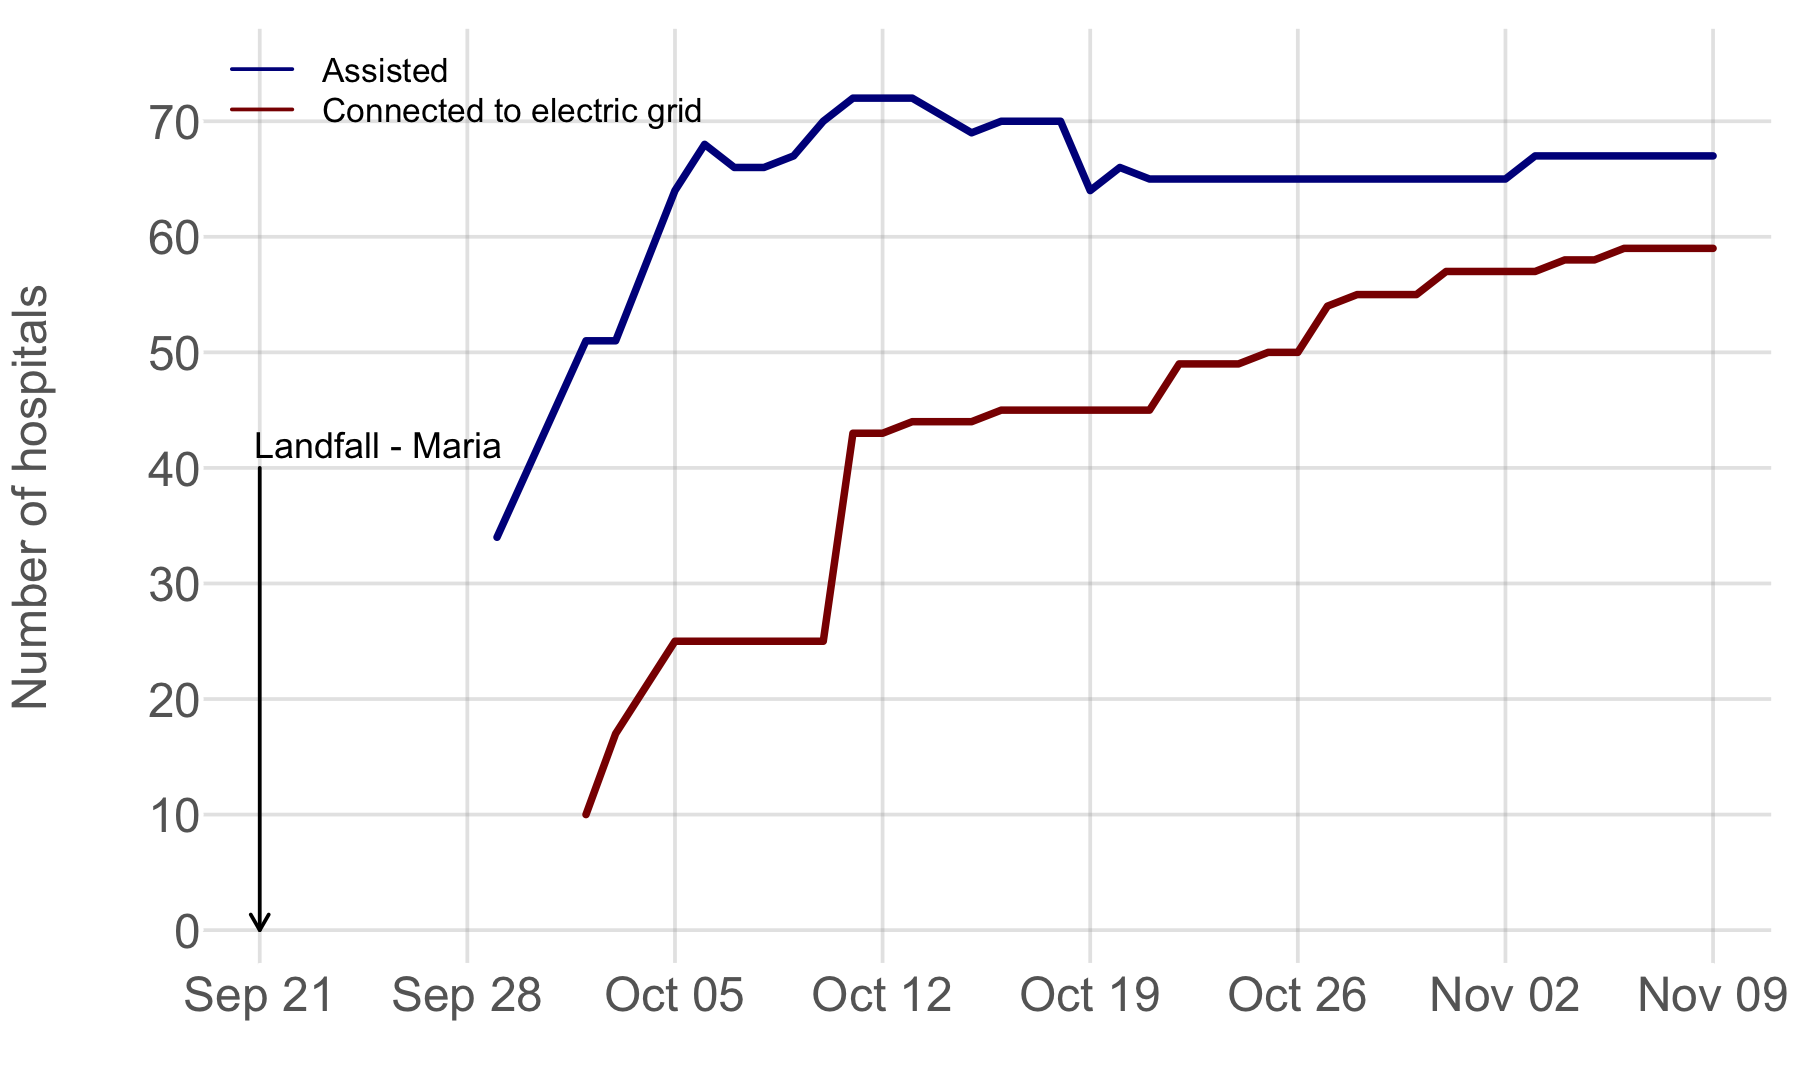 Assisted
Connected to electric grid
70
60
50
40
30
20
10
0
Number of hospitals
Landfall - Maria
Sep 21 Sep 28 Oct 05 Oct 12 Oct 19 Oct 26 Nov 02 Nov 09